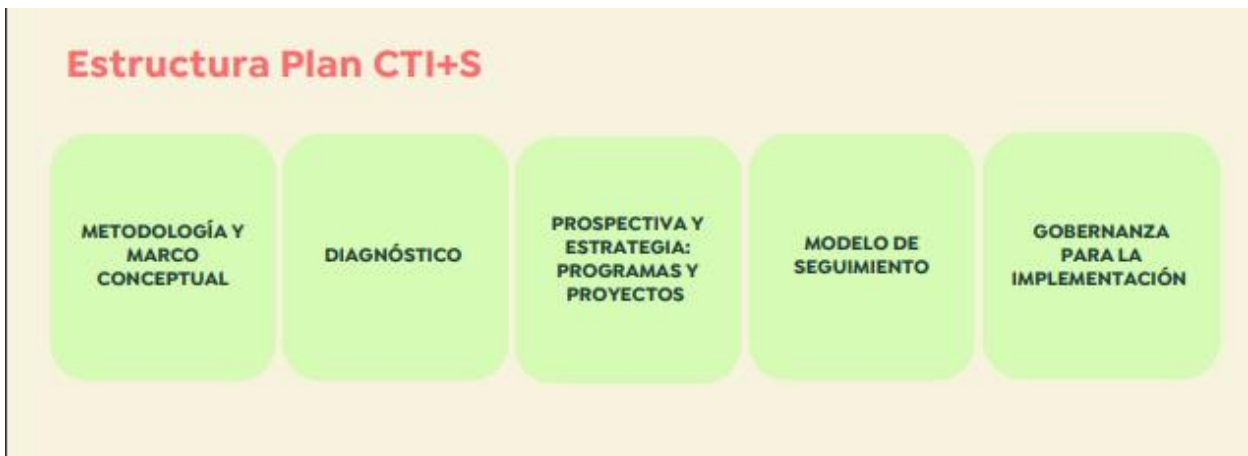 Estructura Plan CTI+S
METODOLOGÍA Y
MARCO
CONCEPTUAL
DIAGNÓSTICO
PROSPECTIVA Y
ESTRATEGIA:
PROGRAMAS Y
PROYECTOS
MODELO DE
SEGUIMIENTO
GOBERNANZA
PARA LA
IMPLEMENTACIÓN